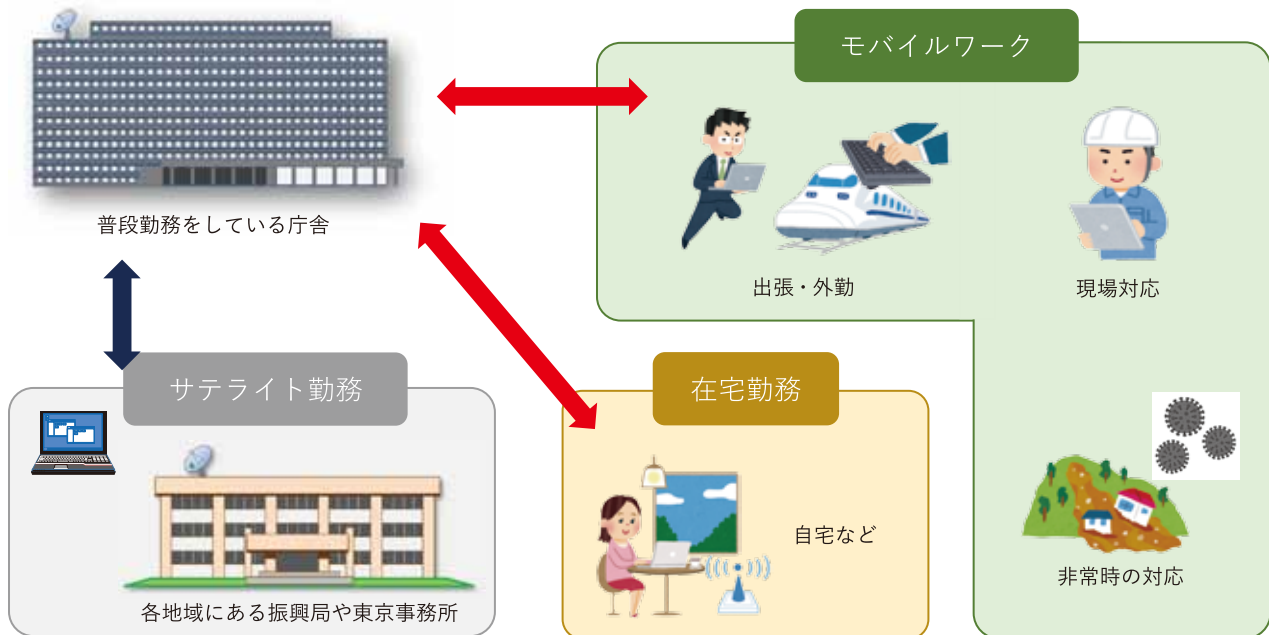 モバイルワーク
普段勤務をしている庁舎
出張・外勤
現場対応
サテライト勤務
在宅勤務
自宅など
各地域にある振興局や東京事務所
非常時の対応